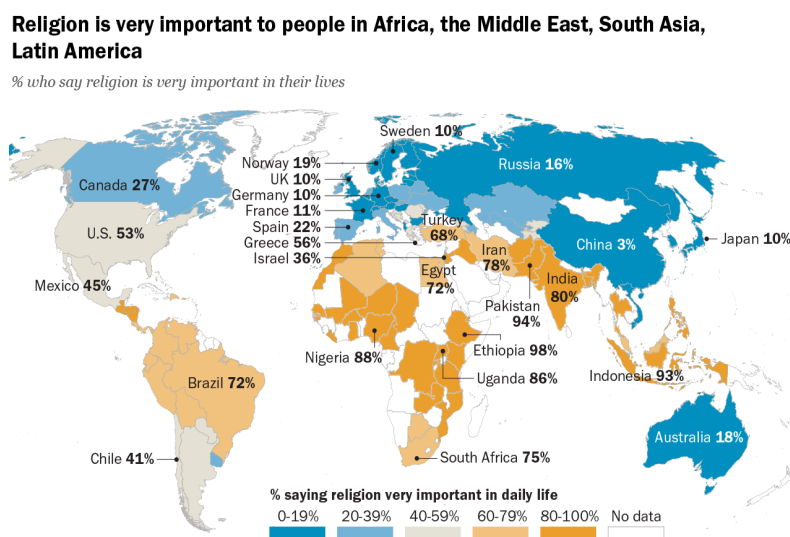 Religion is very important to people in Africa, the Middle East, South Asia,
Latin America
% who say religion is very important in their lives
Sweden 10%
Norway 19%
Russia 16%
UK 10%
Canada 27%
Germany 10%
France 11%
Turkey
68%
Spain 22%
U.S. 53%
Greece 56%
China 3%
Japan 10%
Israel 36%
Iran
78%
Egypt
72%
India
80%
Mexico 45%
Pakistan
94%
Nigeria 88%
Ethiopia 98%
Uganda 86%
Indonesia 93%
Brazil 72%
Australia 18%
Chile 41%
South Africa 75%
% saying religion very important in daily life
0-19% 20-39% 40-59% 60-79% 80-100% No data